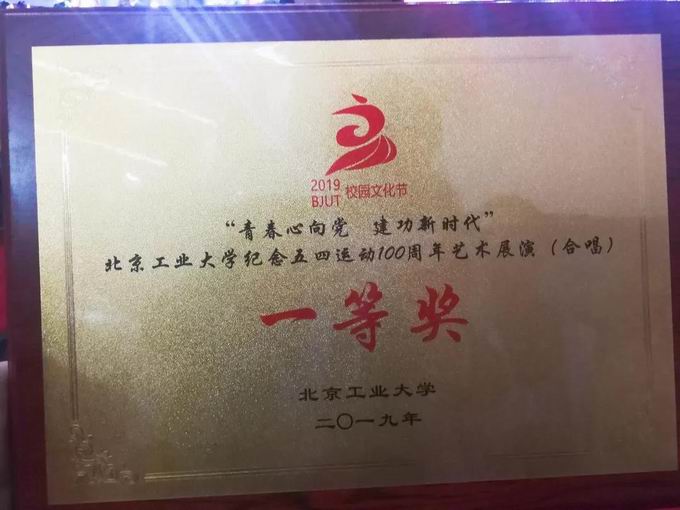 2019
BJUT 校园文化节
“青春心向党 建功新时代”
北京工业大学纪念五四运动100周年艺术展演（合唱）
一等奖
北京工业大学
二〇一九年